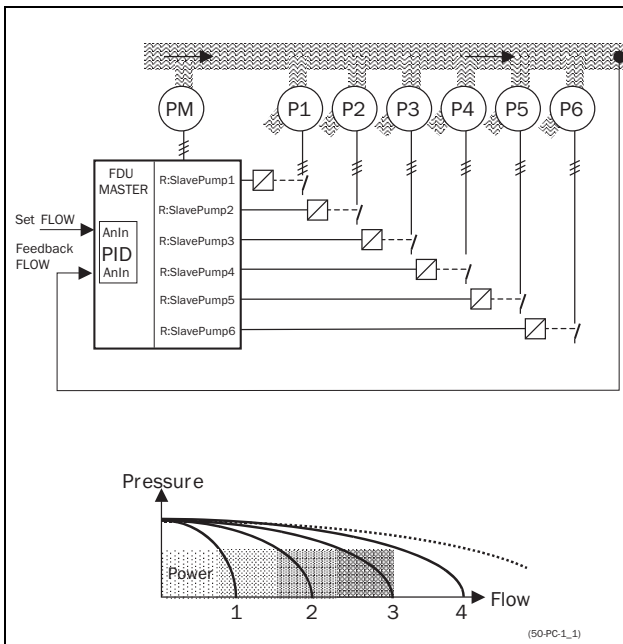 PM P1 P2 P3 P4 P5 P6
FDU
MASTER
R:SlavePump1
R:SlavePump2
R:SlavePump3
R:SlavePump4
R:SlavePump5
R:SlavePump6
Set FLOW
AnIn
PID
AnIn
Feedback
FLOW
Pressure
Power
1 2 3 4
Flow
(50-PC-1_1)